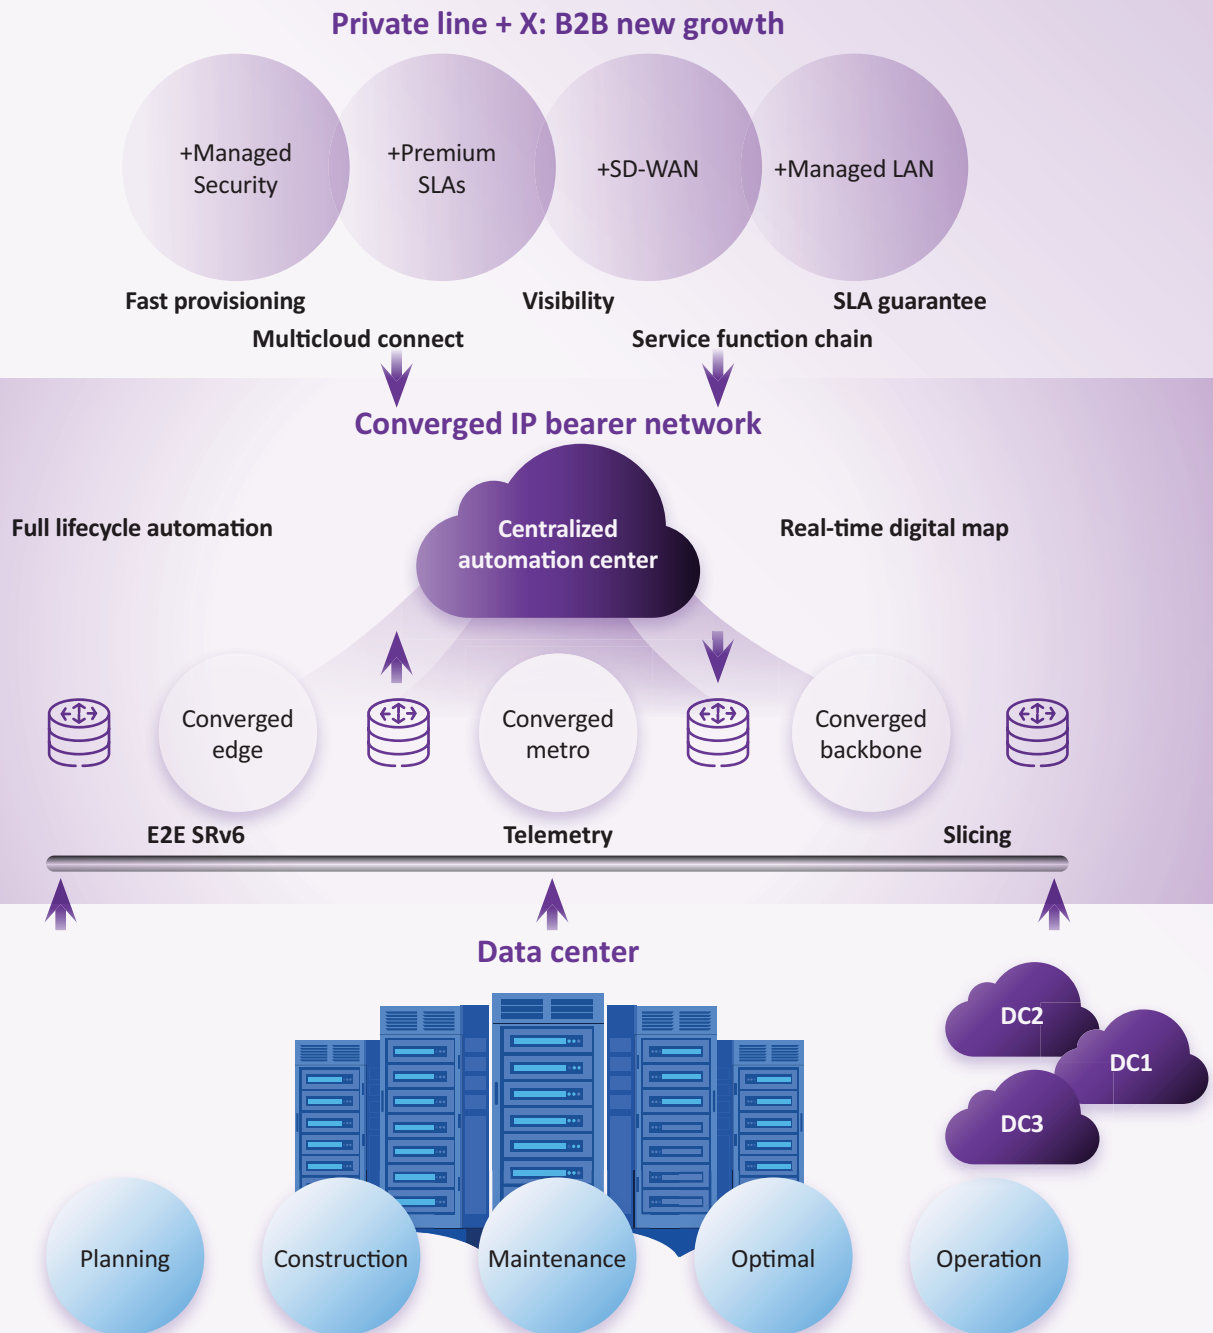 Private line + X: B2B new growth
+Managed
Security
+Premium
SLAs
+SD-WAN
+Managed LAN
Fast provisioning
Visibility
SLA guarantee
Multicloud connect
Service function chain
Converged IP bearer network
Centralized
automation center
Full lifecycle automation
Real-time digital map
Converged
edge
Converged
metro
Converged
backbone
E2E SRv6
Telemetry
Slicing
Data center
DC2
DC1
DC3
Planning
Construction
Maintenance
Optimal
Operation